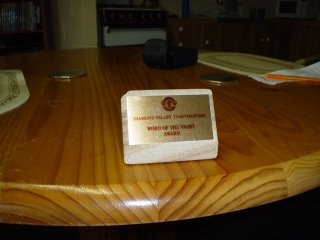 DIAMOND VALLEY TOASTMASTERS
WORD OF THE NIGHT
AWARD